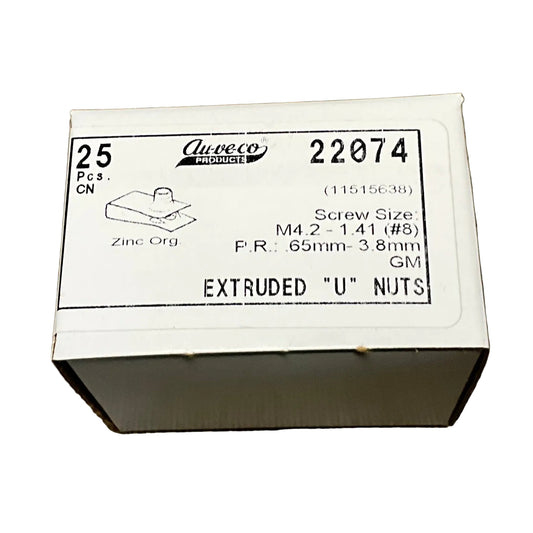 25
Pcs.
CN
Au-ve-co®
PRODUCTS
22074
(11515638)
Zinc Org.
Screw Size:
M4.2 - 1.41 (#8)
P.R.: .65mm- 3.8mm
GM
EXTRUDED "U" NUTS